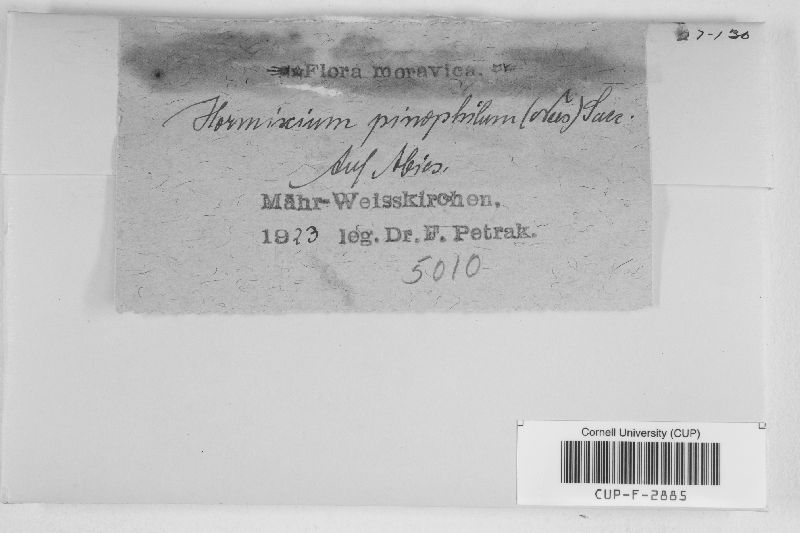 7-130
Flora moravica.
Hormiscium pinophilum (Nees) Sacc.
Auf Abies.
Mähr-Weisskirchen.
1923 leg. Dr. F. Petrak.
5010
Cornell University (CUP)
CUP-F-2885